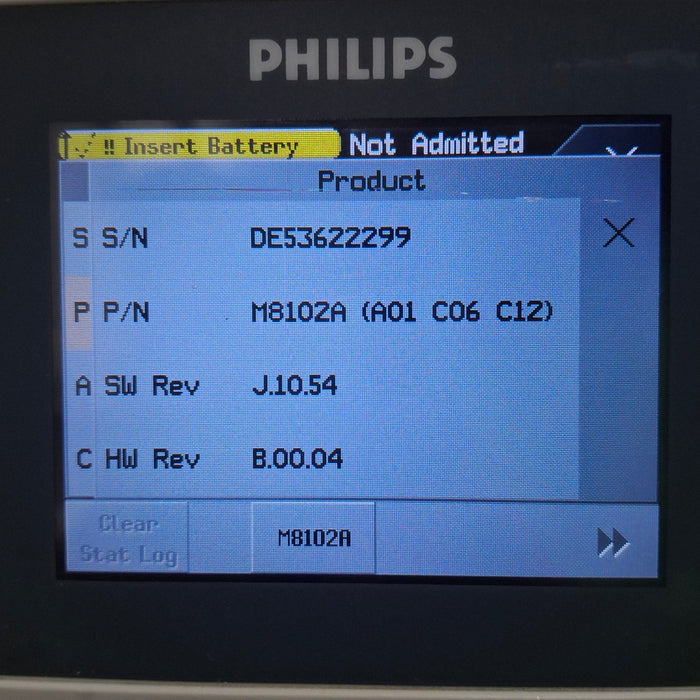 PHILIPS
!! Insert Battery Not Admitted
Product
S S/N DE53622299
P P/N M8102A (A01 C06 C12)
A SW Rev J.10.54
C HW Rev B.00.04
Clear
Stat Log
M8102A